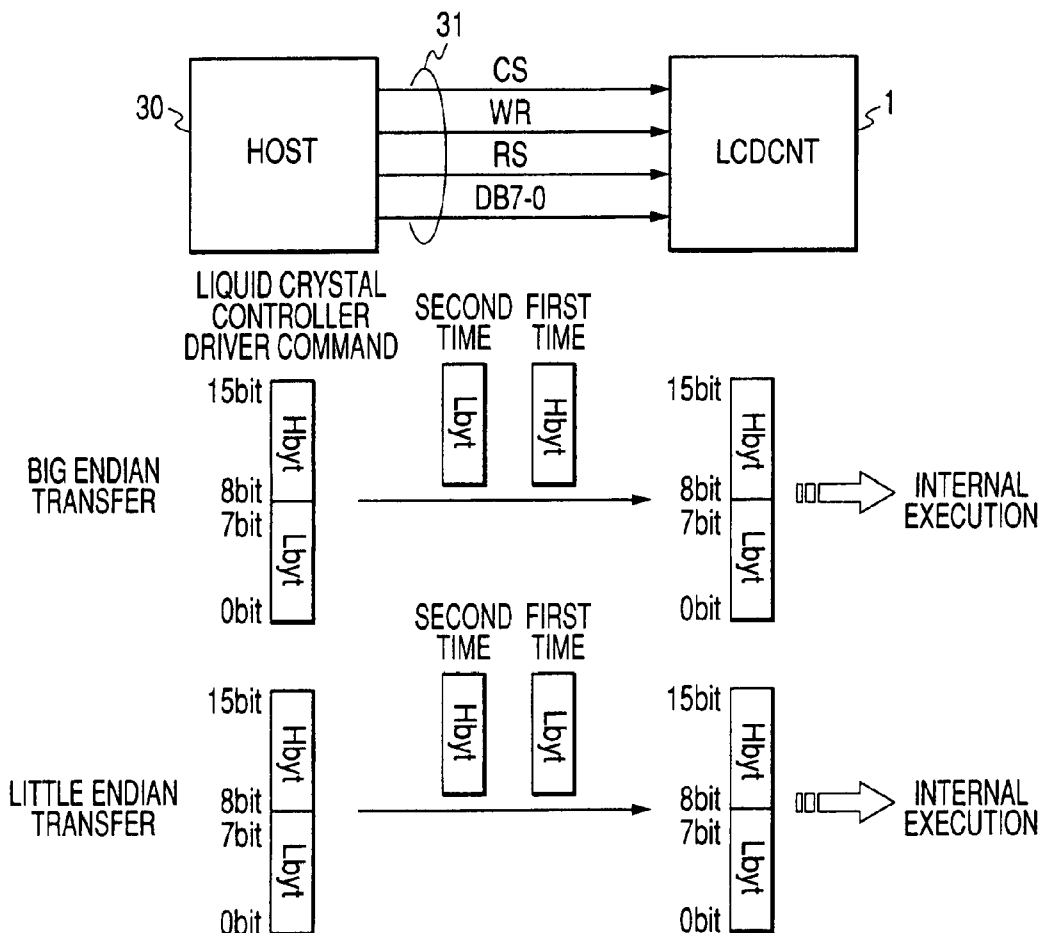 31
30
HOST
CS
WR
RS
DB7-0
LCDCNT
1
LIQUID CRYSTAL
CONTROLLER
DRIVER COMMAND
SECOND
TIME
FIRST
TIME
BIG ENDIAN
TRANSFER
15bit
8bit
7bit
0bit
Hbyt
Lbyt
Lbyt
Hbyt
15bit
8bit
7bit
0bit
Hbyt
Lbyt
INTERNAL
EXECUTION
SECOND
TIME
FIRST
TIME
LITTLE ENDIAN
TRANSFER
15bit
8bit
7bit
0bit
Hbyt
Lbyt
Hbyt
Lbyt
15bit
8bit
7bit
0bit
Hbyt
Lbyt
INTERNAL
EXECUTION